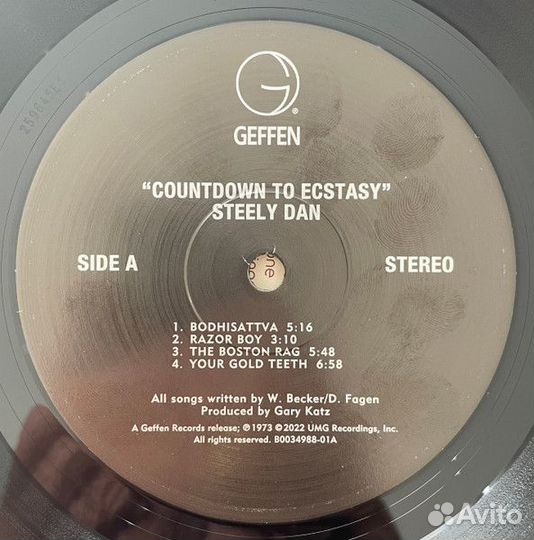 G®
GEFFEN
“COUNTDOWN TO ECSTASY”
STEELY DAN
SIDE A
STEREO
1. BODHISATTVA 5:16
2. RAZOR BOY 3:10
3. THE BOSTON RAG 5:48
4. YOUR GOLD TEETH 6:58
All songs written by W. Becker/D. Fagen
Produced by Gary Katz
A Geffen Records release; ℗1973 ©2022 UMG Recordings, Inc.
All rights reserved. B0034988-01A
Avito